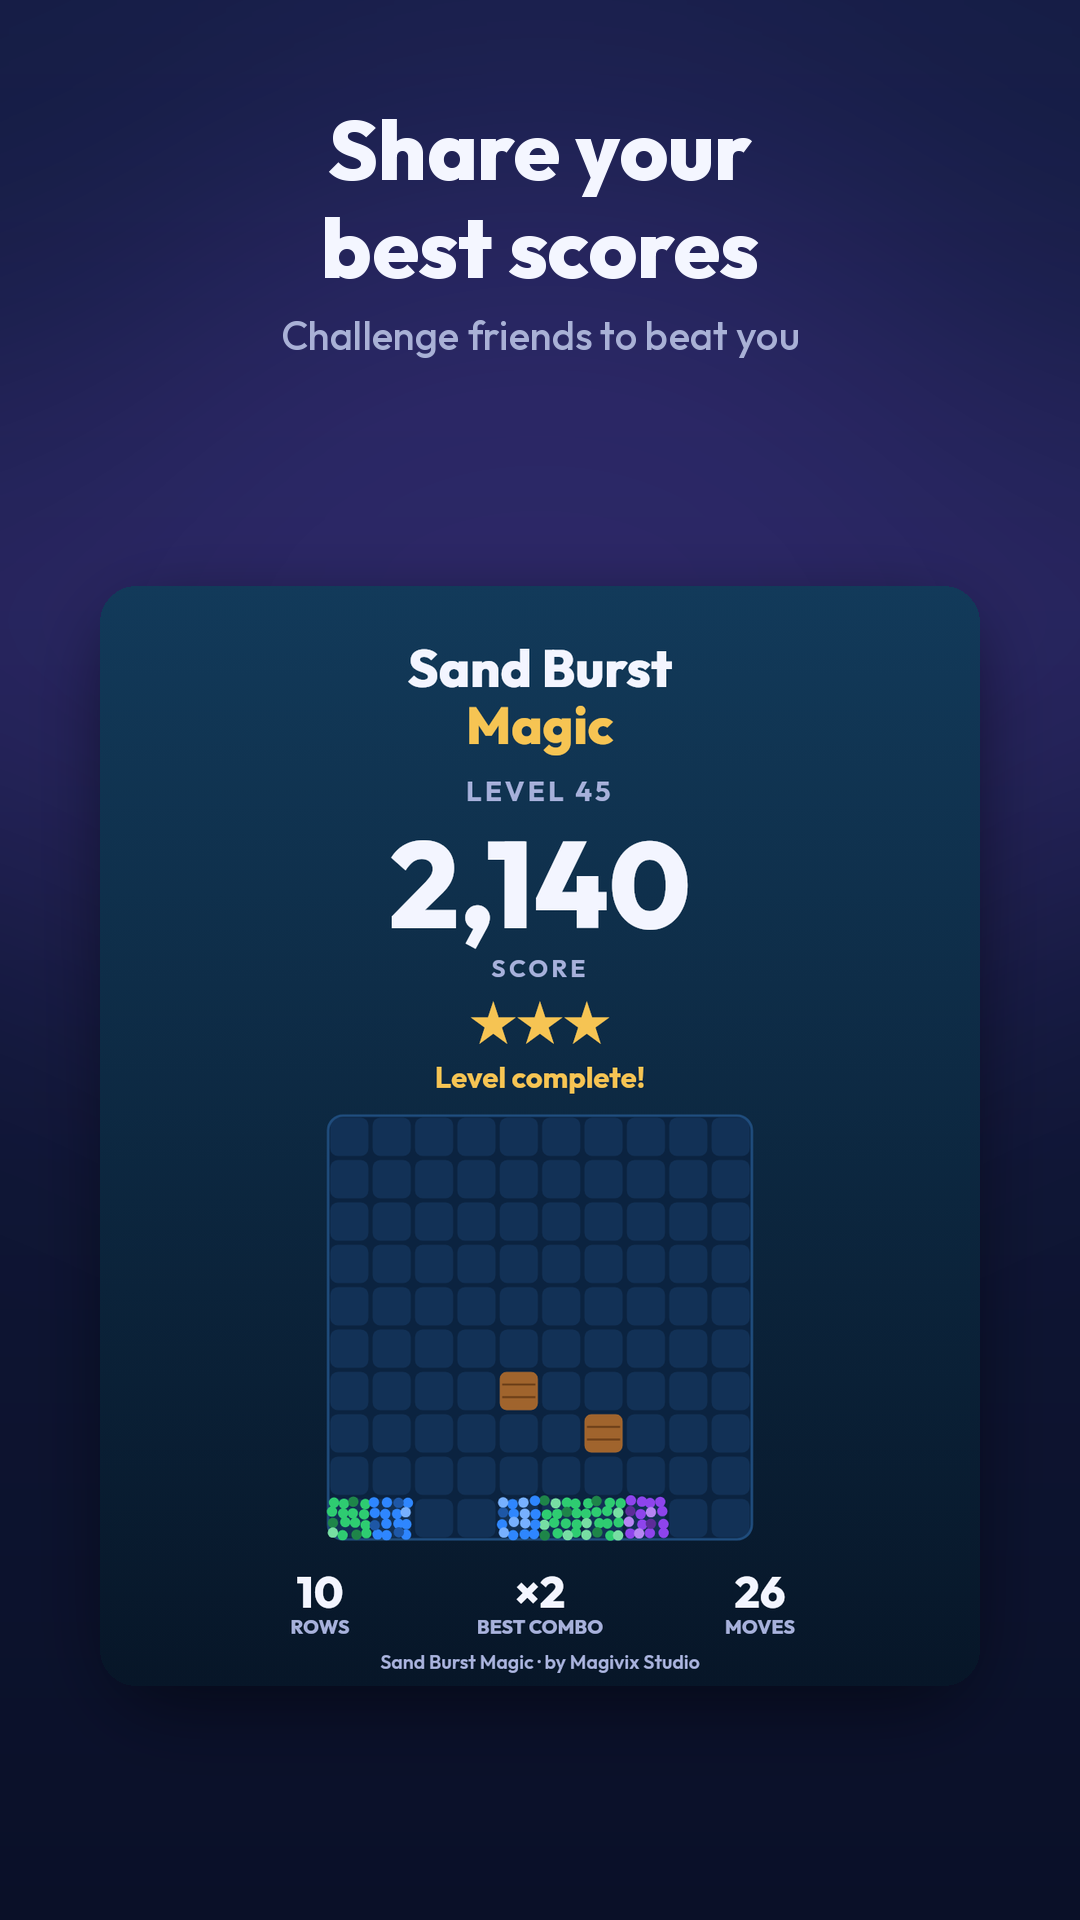 Share your
best scores
Challenge friends to beat you
Sand Burst
Magic
LEVEL 45
2,140
SCORE
★★★
Level complete!
10 ×2 26
ROWS BEST COMBO MOVES
Sand Burst Magic · by Magivix Studio